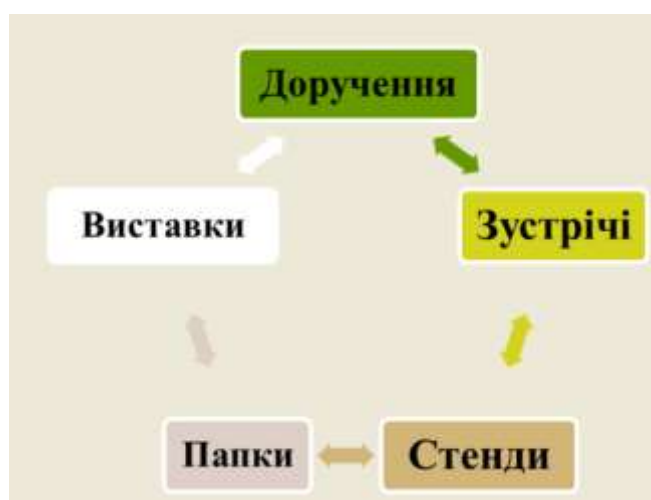 Доручення
Виставки
Зустрічі
Папки
Стенди